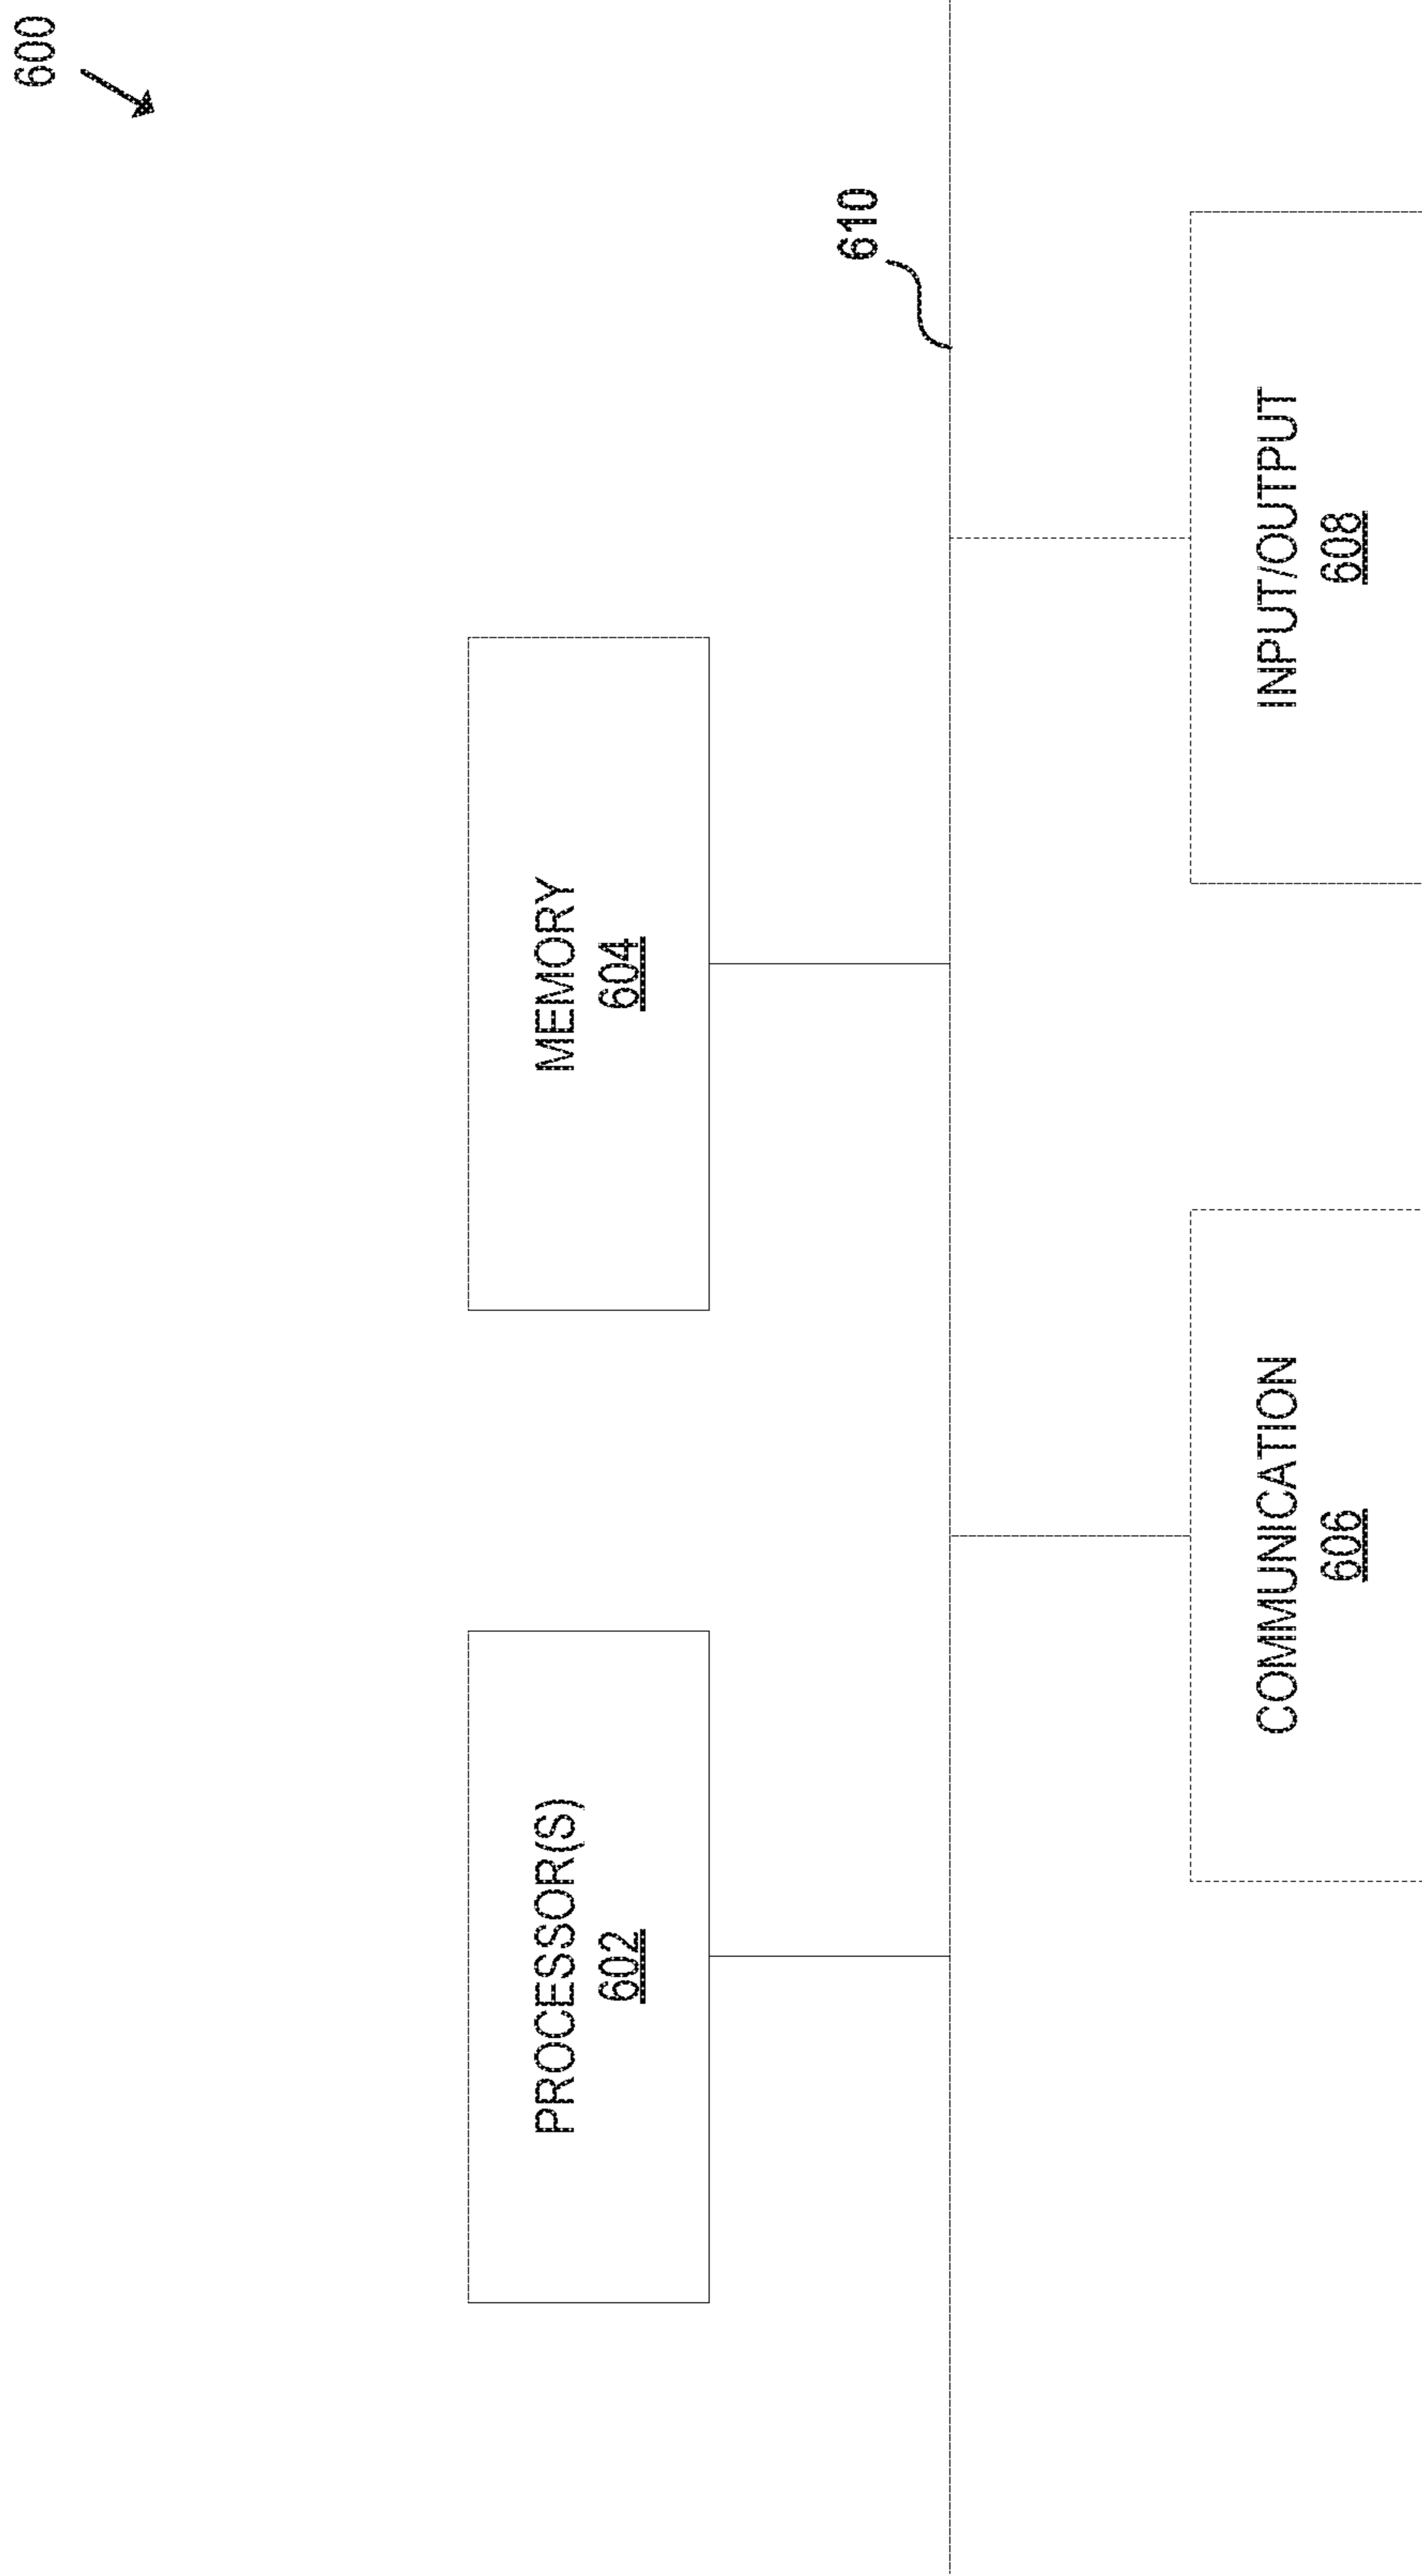 600
PROCESSOR(S)
602
MEMORY
604
610
COMMUNICATION
606
INPUT/OUTPUT
608